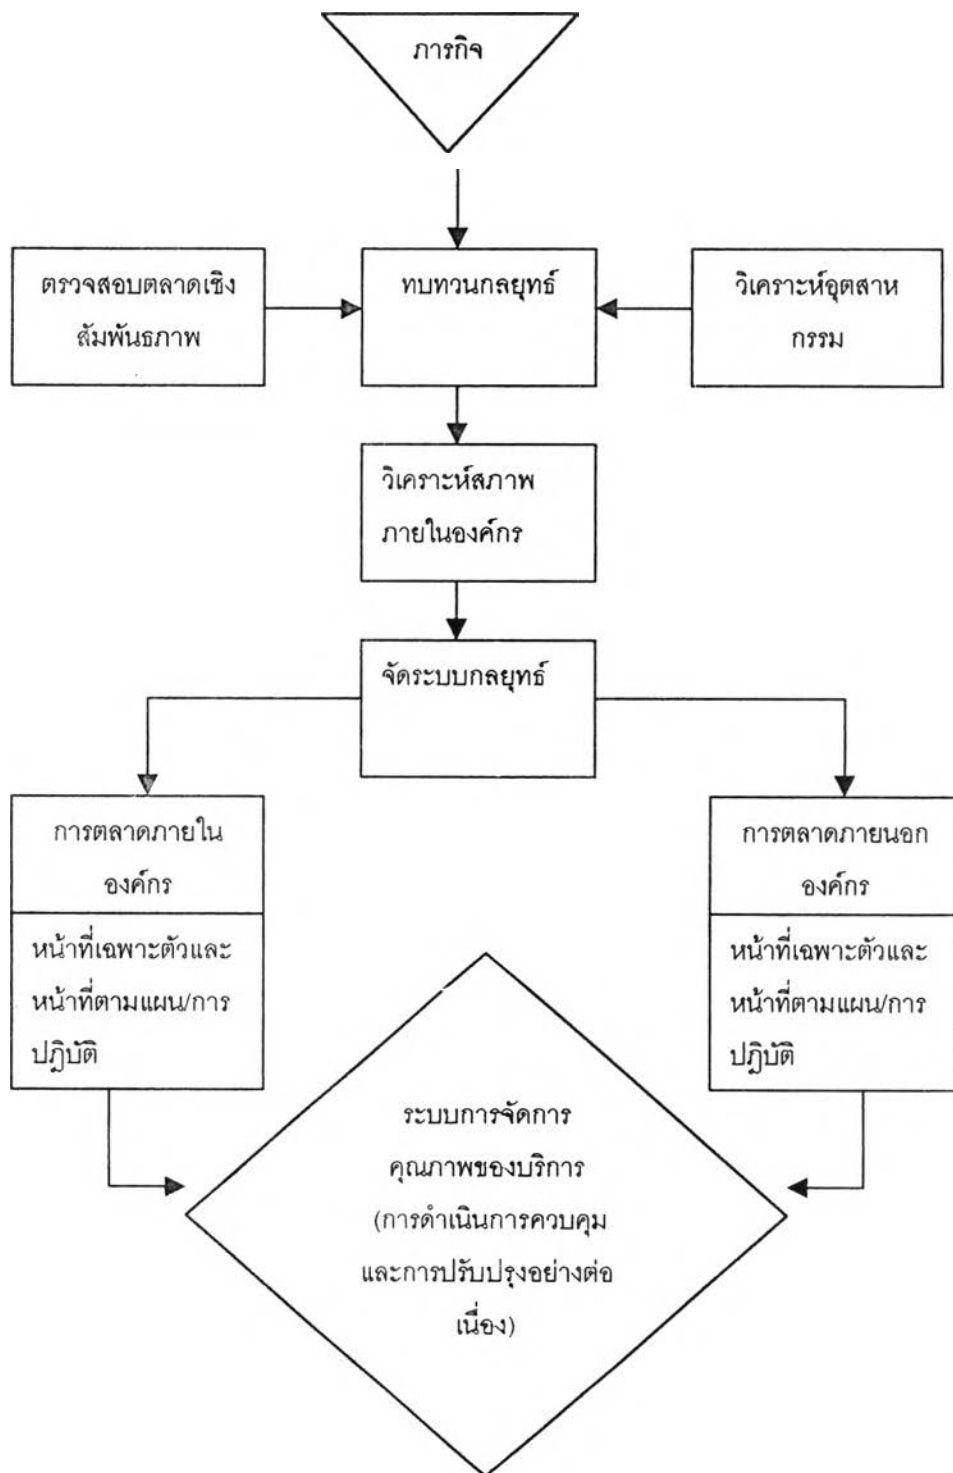 ภารกิจ
ตรวจสอบตลาดเชิง
สัมพันธภาพ
ทบทวนกลยุทธ์
วิเคราะห์อุตสาห
กรรม
วิเคราะห์สภาพ
ภายในองค์กร
จัดระบบกลยุทธ์
การตลาดภายใน
องค์กร
หน้าที่เฉพาะตัวและ
หน้าที่ตามแผน/การ
ปฎิบัติ
การตลาดภายนอก
องค์กร
หน้าที่เฉพาะตัวและ
หน้าที่ตามแผน/การ
ปฎิบัติ
ระบบการจัดการ
คุณภาพของบริการ
(การดำเนินการควบคุม
และการปรับปรุงอย่างต่อ
เนื่อง)